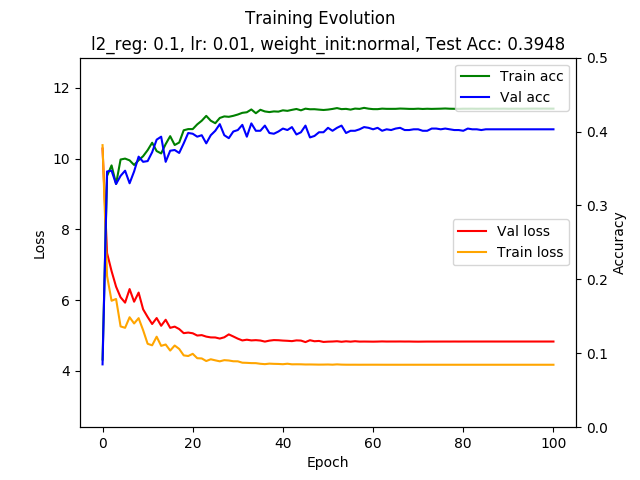 Training Evolution
l2_reg: 0.1, lr: 0.01, weight_init:normal, Test Acc: 0.3948
Train acc
Val acc
Val loss
Train loss
12
10
8
6
4
Loss
0.5
0.4
0.3
0.2
0.1
0.0
Accuracy
0 20 40 60 80 100
Epoch